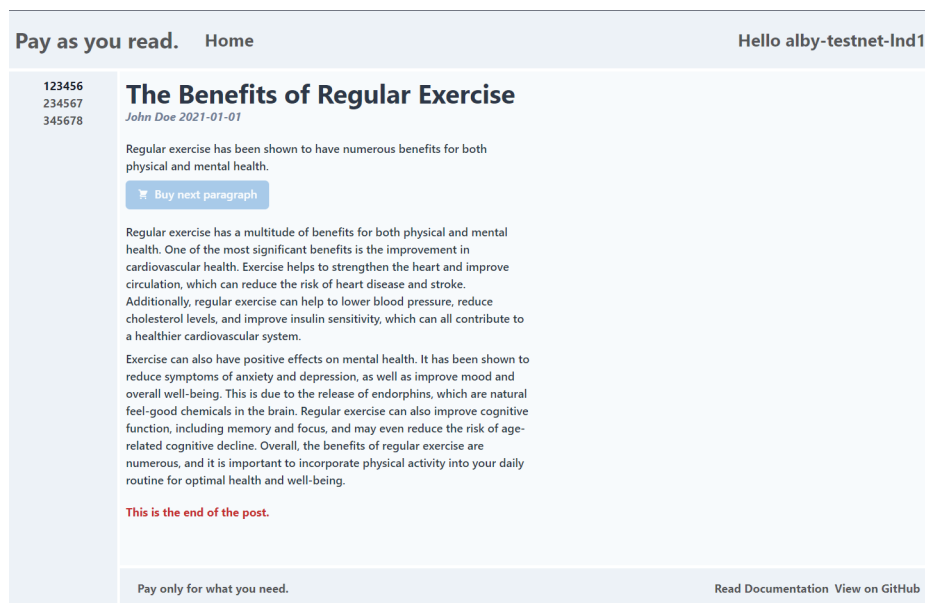 Pay as you read. Home Hello alby-testnet-lnd1
123456
234567
345678
The Benefits of Regular Exercise
John Doe 2021-01-01
Regular exercise has been shown to have numerous benefits for both
physical and mental health.
Buy next paragraph
Regular exercise has a multitude of benefits for both physical and mental
health. One of the most significant benefits is the improvement in
cardiovascular health. Exercise helps to strengthen the heart and improve
circulation, which can reduce the risk of heart disease and stroke.
Additionally, regular exercise can help to lower blood pressure, reduce
cholesterol levels, and improve insulin sensitivity, which can all contribute to
a healthier cardiovascular system.
Exercise can also have positive effects on mental health. It has been shown to
reduce symptoms of anxiety and depression, as well as improve mood and
overall well-being. This is due to the release of endorphins, which are natural
feel-good chemicals in the brain. Regular exercise can also improve cognitive
function, including memory and focus, and may even reduce the risk of age-
related cognitive decline. Overall, the benefits of regular exercise are
numerous, and it is important to incorporate physical activity into your daily
routine for optimal health and well-being.
This is the end of the post.
Pay only for what you need. Read Documentation View on GitHub